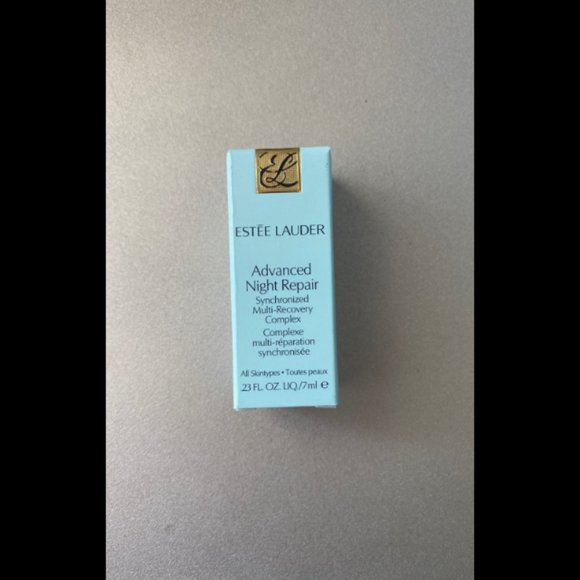 EL
ESTĒE LAUDER
Advanced
Night Repair
Synchronized
Multi-Recovery
Complex
Complexe
multi-réparation
synchronisée
All Skintypes • Toutes peaux
.23 FL. OZ. LIQ./7ml ℮